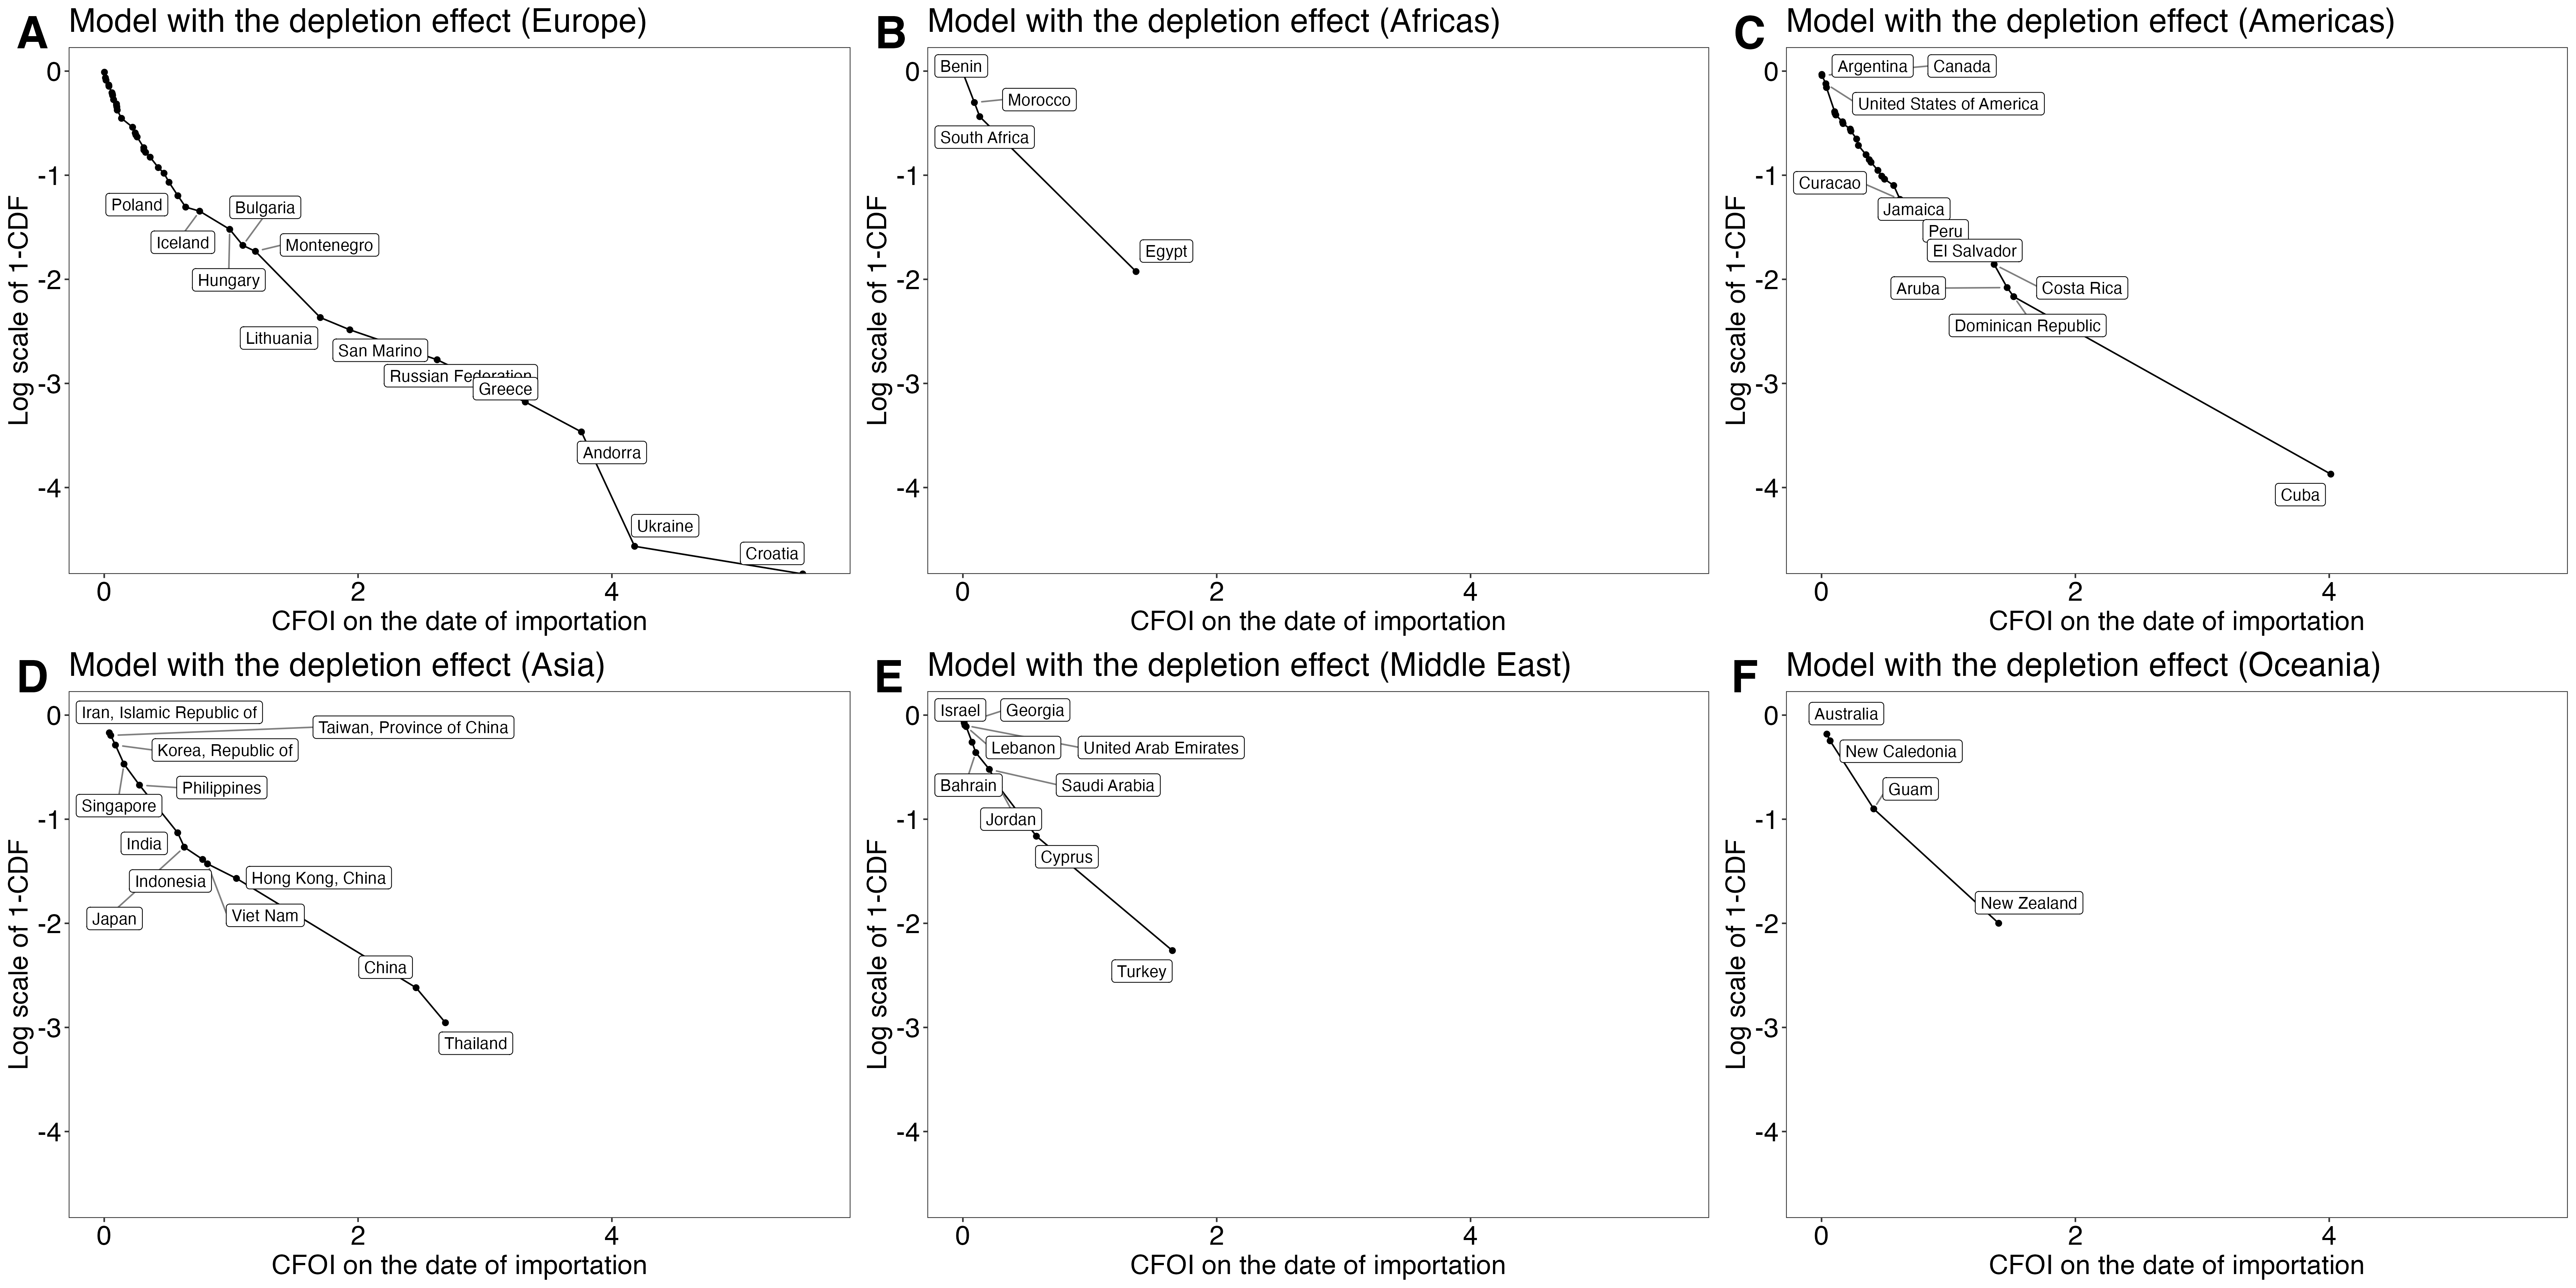 A Model with the depletion effect (Europe)
Log scale of 1-CDF
0
-1
-2
-3
-4
Poland
Bulgaria
Iceland
Montenegro
Hungary
Lithuania
San Marino
Russian Federation
Greece
Andorra
Ukraine
Croatia
0 2 4
CFOI on the date of importation
B Model with the depletion effect (Africas)
Log scale of 1-CDF
0
-1
-2
-3
-4
Benin
Morocco
South Africa
Egypt
0 2 4
CFOI on the date of importation
C Model with the depletion effect (Americas)
Log scale of 1-CDF
0
-1
-2
-3
-4
Argentina Canada
United States of America
Curacao
Jamaica
Peru
El Salvador
Aruba Costa Rica
Dominican Republic
Cuba
0 2 4
CFOI on the date of importation
D Model with the depletion effect (Asia)
Log scale of 1-CDF
0
-1
-2
-3
-4
Iran, Islamic Republic of
Taiwan, Province of China
Korea, Republic of
Philippines
Singapore
India
Indonesia Hong Kong, China
Japan Viet Nam
China
Thailand
0 2 4
CFOI on the date of importation
E Model with the depletion effect (Middle East)
Log scale of 1-CDF
0
-1
-2
-3
-4
Israel Georgia
Lebanon United Arab Emirates
Bahrain Saudi Arabia
Jordan
Cyprus
Turkey
0 2 4
CFOI on the date of importation
F Model with the depletion effect (Oceania)
Log scale of 1-CDF
0
-1
-2
-3
-4
Australia
New Caledonia
Guam
New Zealand
0 2 4
CFOI on the date of importation